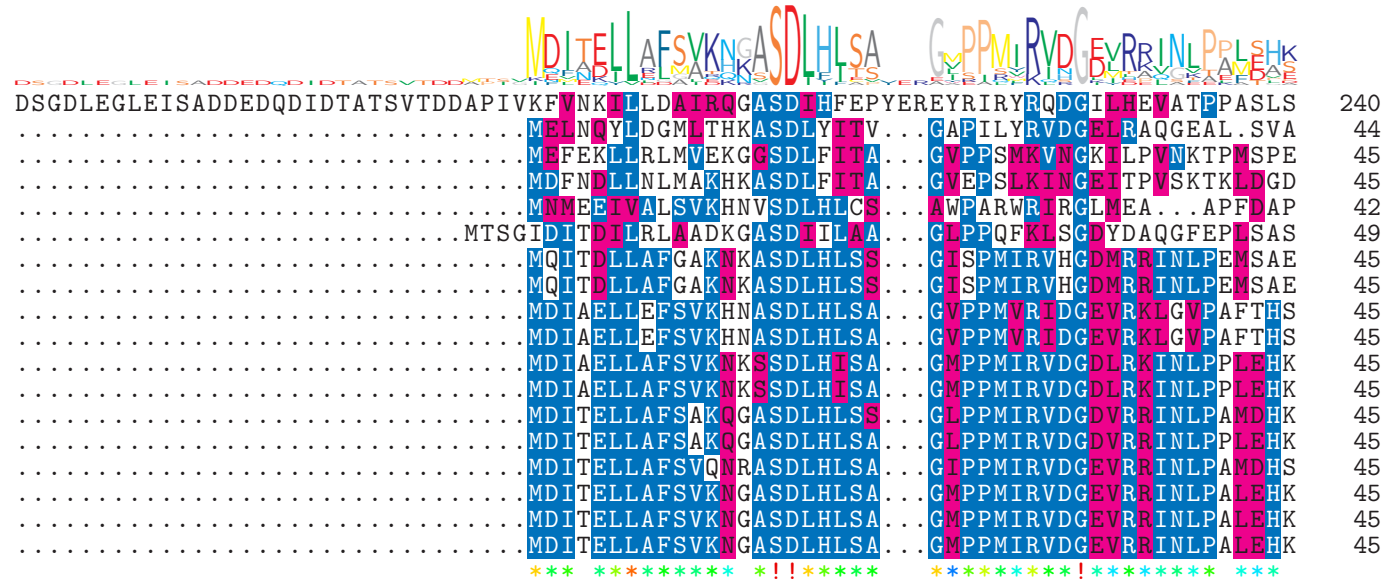 DSGDLEGLEISADDEDQDIDTATSVTDDAPIVKFVNKILLDAIRQGASDIHFEPYEREYRIRYRQDGILHEVATPPASLS 240
................................MELNQYLDGMLTHKASDLYITV...GAPILYRVDGELRAQGEAL.SVA 44
................................MEFEKLLRLMVEKGGSDLFITA...GVPPSMKVNGKILPVNKTPMSPE 45
................................MDFNDLLNLMAKHKASDLFITA...GVEPSLKINGEITPVSKTKLDGD 45
................................MNMEEIVALSVKHNVSDLHLCS...AWPARWRIRGLMEA...APFDAP 42
............................MTSGIDITDILRLAADKGASDIILAA...GLPPQFKLSGDYDAQGFEPLSAS 49
................................MQITDLLAFGAKNKASDLHLSS...GISPMIRVHGDMRRINLPEMSAE 45
................................MQITDLLAFGAKNKASDLHLSS...GISPMIRVHGDMRRINLPEMSAE 45
................................MDIAELLEFSVKHNASDLHLSA...GVPPMVRIDGEVRKLGVPAFTHS 45
................................MDIAELLEFSVKHNASDLHLSA...GVPPMVRIDGEVRKLGVPAFTHS 45
................................MDIAELLAFSVKNKSSDLHISA...GMPPMIRVDGDLRKINLPPLEHK 45
................................MDIAELLAFSVKNKSSDLHISA...GMPPMIRVDGDLRKINLPPLEHK 45
................................MDITELLAFSAKQGASDLHLSS...GLPPMIRVDGDVRRINLPAMDHK 45
................................MDITELLAFSAKQGASDLHLSA...GLPPMIRVDGDVRRINLPPLEHK 45
................................MDITELLAFSVQNRASDLHLSA...GIPPMIRVDGEVRRINLPAMDHS 45
................................MDITELLAFSVKNGASDLHLSA...GMPPMIRVDGEVRRINLPALEHK 45
................................MDITELLAFSVKNGASDLHLSA...GMPPMIRVDGEVRRINLPALEHK 45
................................MDITELLAFSVKNGASDLHLSA...GMPPMIRVDGEVRRINLPALEHK 45
*** ********* *!!***** *********!******** ***